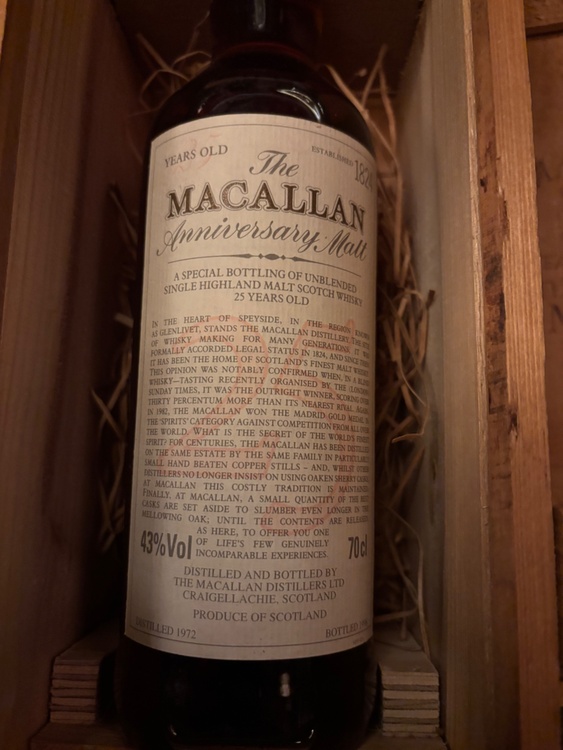 YEARS OLD
ESTABLISHED 1824
The
MACALLAN
Anniversary Malt
A SPECIAL BOTTLING OF UNBLENDED
SINGLE HIGHLAND MALT SCOTCH WHISKY
25 YEARS OLD
IN THE HEART OF SPEYSIDE, IN THE REGION KNOWN
AS GLENLIVET, STANDS THE MACALLAN DISTILLERY.
OF WHISKY MAKING FOR MANY GENERATIONS, IT WAS
FORMALLY ACCORDED LEGAL STATUS IN 1824, AND SINCE THEN
IT HAS BEEN THE HOME OF SCOTLAND'S FINEST MALT WHISKY.
THIS OPINION WAS NOTABLY CONFIRMED WHEN, IN A BLIND
WHISKY—TASTING RECENTLY ORGANISED BY THE LONDON
SUNDAY TIMES, IT WAS THE OUTRIGHT WINNER, SCORING OVER
THIRTY PERCENT MORE THAN ITS NEAREST RIVAL. AGAIN
IN 1982, THE MACALLAN WON THE MADRID GOLD MEDAL IN
THE 'SPIRITS' CATEGORY AGAINST COMPETITION FROM ALL OVER
THE WORLD. WHAT IS THE SECRET OF THE WORLD'S FINEST
SPIRIT? FOR CENTURIES, THE MACALLAN HAS BEEN DISTILLED
ON THE SAME ESTATE BY THE SAME FAMILY IN PARTICULARLY
SMALL HAND BEATEN COPPER STILLS – AND, WHILST OTHER
DISTILLERS NO LONGER INSIST ON USING OAKEN SHERRY CASKS
AT MACALLAN THIS COSTLY TRADITION IS MAINTAINED.
FINALLY, AT MACALLAN, A SMALL QUANTITY OF THE BEST
CASKS ARE SET ASIDE TO SLUMBER EVEN LONGER IN THE
MELLOWING OAK; UNTIL THE CONTENTS ARE RELEASED
AS HERE, TO OFFER YOU ONE
OF LIFE'S FEW GENUINELY
INCOMPARABLE EXPERIENCES.
43%Vol
70cl
DISTILLED AND BOTTLED BY
THE MACALLAN DISTILLERS LTD
CRAIGELLACHIE, SCOTLAND
PRODUCE OF SCOTLAND
DISTILLED 1972
BOTTLED